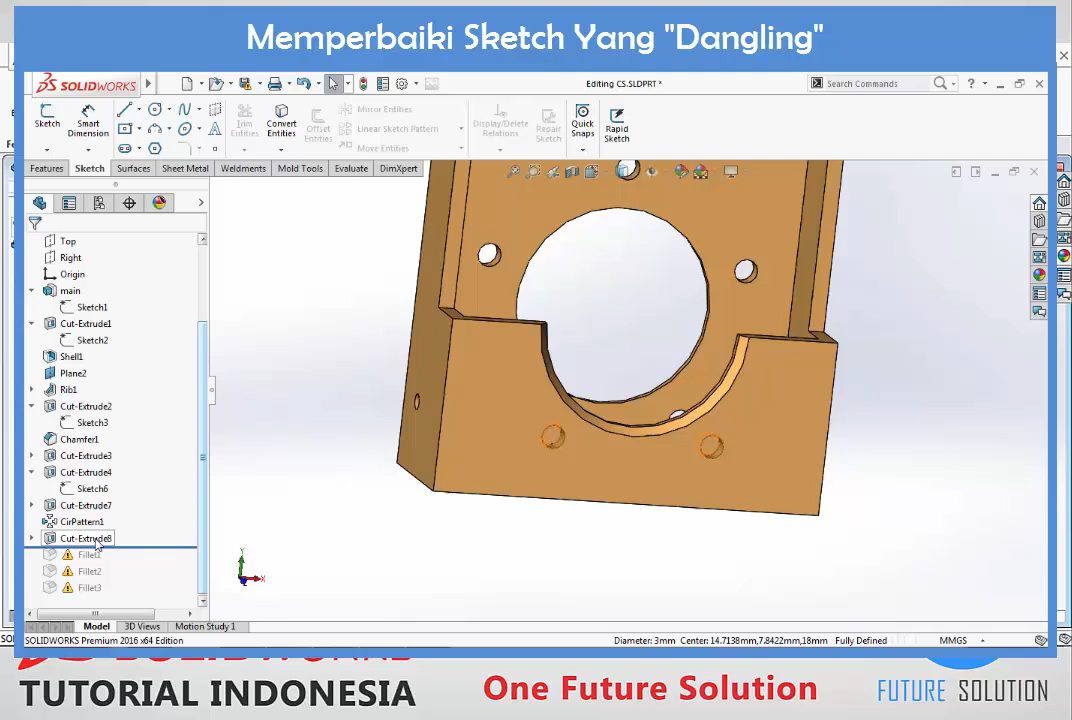 Memperbaiki Sketch Yang "Dangling"
SOLIDWORKS
Editing CS.SLDPRT *
Search Commands
Sketch
Smart Dimension
Trim Entities
Convert Entities
Offset Entities
Mirror Entities
Linear Sketch Pattern
Move Entities
Display/Delete Relations
Repair Sketch
Quick Snaps
Rapid Sketch
Features Sketch Surfaces Sheet Metal Weldments Mold Tools Evaluate DimXpert
Top
Right
Origin
main
Sketch1
Cut-Extrude1
Sketch2
Shell1
Plane2
Rib1
Cut-Extrude2
Sketch3
Chamfer1
Cut-Extrude3
Cut-Extrude4
Sketch6
Cut-Extrude7
CirPattern1
Cut-Extrude8
Fillet1
Fillet2
Fillet3
Y
X
Model 3D Views Motion Study 1
SOLIDWORKS Premium 2016 x64 Edition Diameter: 3mm Center: 14.7138mm,7.8422mm,18mm Fully Defined MMGS
TUTORIAL INDONESIA
One Future Solution
FUTURE SOLUTION